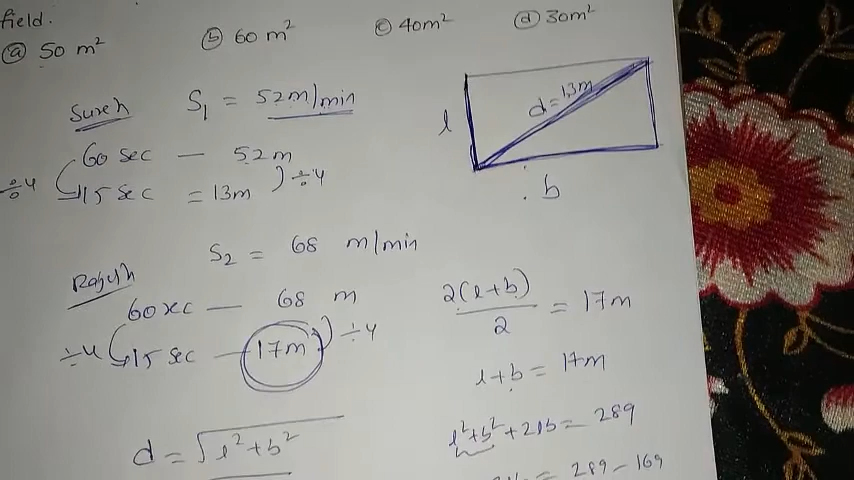 field.
ⓐ 50 m² ⓑ 60 m² ⓒ 40m² ⓓ 30m²
Suresh S₁ = 52m/min
60 sec — 52m
÷4 15 sec = 13m ÷4
l d=13m
b
S₂ = 68 m/min
Rajesh
60 sec — 68 m
÷4 15 sec — 17m ÷4
2(l+b)/2 = 17m
l+b = 17m
d = √l²+b²
l²+b²+2lb = 289
= 289-169